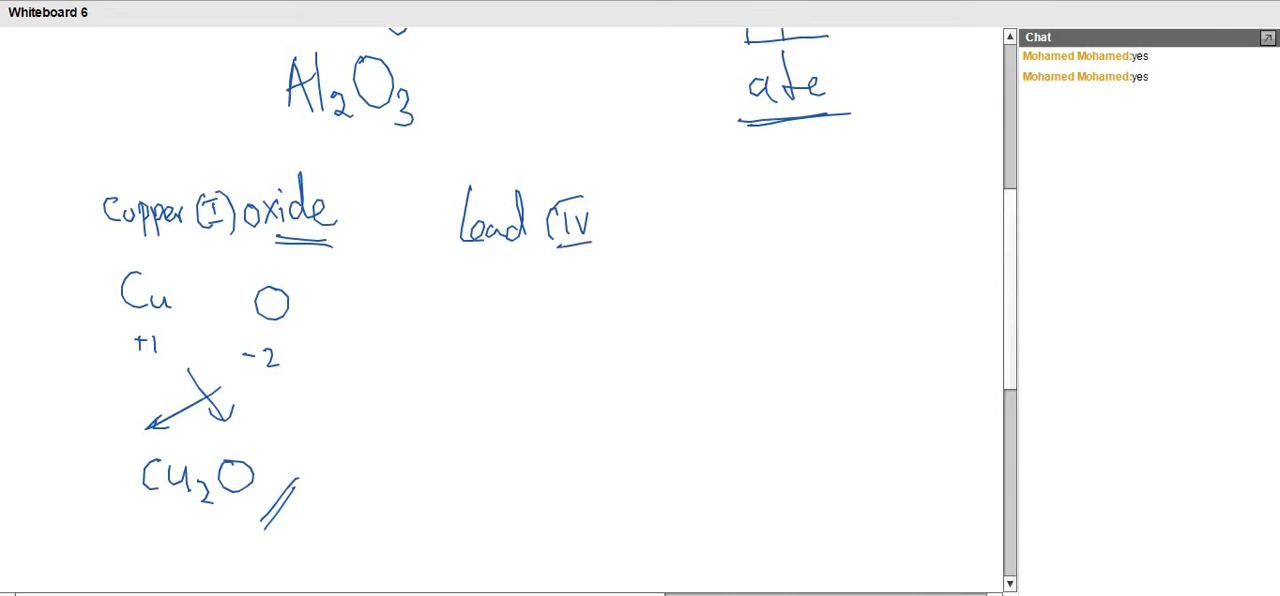 Whiteboard 6
Chat
Mohamed Mohamed:yes
Mohamed Mohamed:yes
Al2O3
ate
Copper (I) oxide
Lead (IV
Cu O
+1 -2
Cu2O